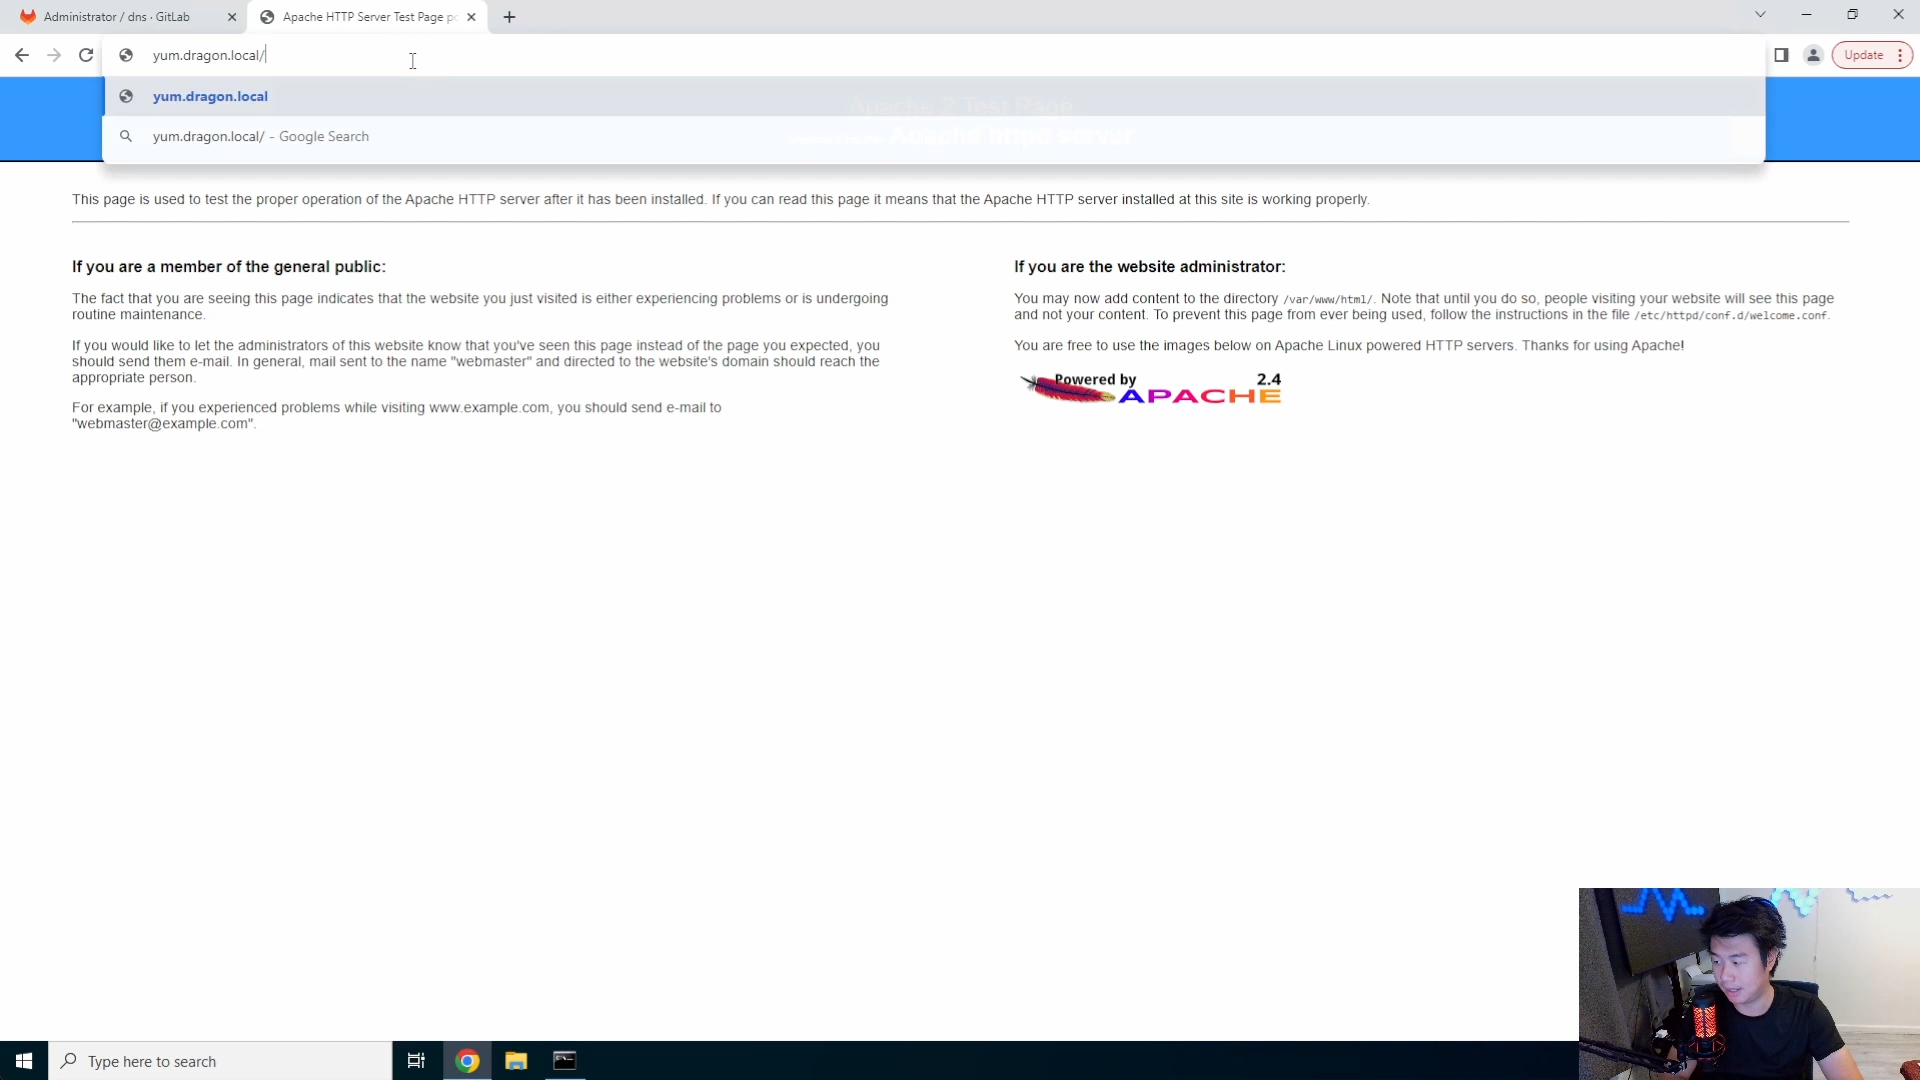 Administrator / dns · GitLab
Apache HTTP Server Test Page po
yum.dragon.local/
Update
yum.dragon.local
yum.dragon.local/ - Google Search
Apache 2 Test Page
Apache httpd server
This page is used to test the proper operation of the Apache HTTP server after it has been installed. If you can read this page it means that the Apache HTTP server installed at this site is working properly.
If you are a member of the general public:
The fact that you are seeing this page indicates that the website you just visited is either experiencing problems or is undergoing
routine maintenance.
If you would like to let the administrators of this website know that you've seen this page instead of the page you expected, you
should send them e-mail. In general, mail sent to the name "webmaster" and directed to the website's domain should reach the
appropriate person.
For example, if you experienced problems while visiting www.example.com, you should send e-mail to
"webmaster@example.com".
If you are the website administrator:
You may now add content to the directory /var/www/html/. Note that until you do so, people visiting your website will see this page
and not your content. To prevent this page from ever being used, follow the instructions in the file /etc/httpd/conf.d/welcome.conf.
You are free to use the images below on Apache Linux powered HTTP servers. Thanks for using Apache!
Powered by 2.4
APACHE
Type here to search